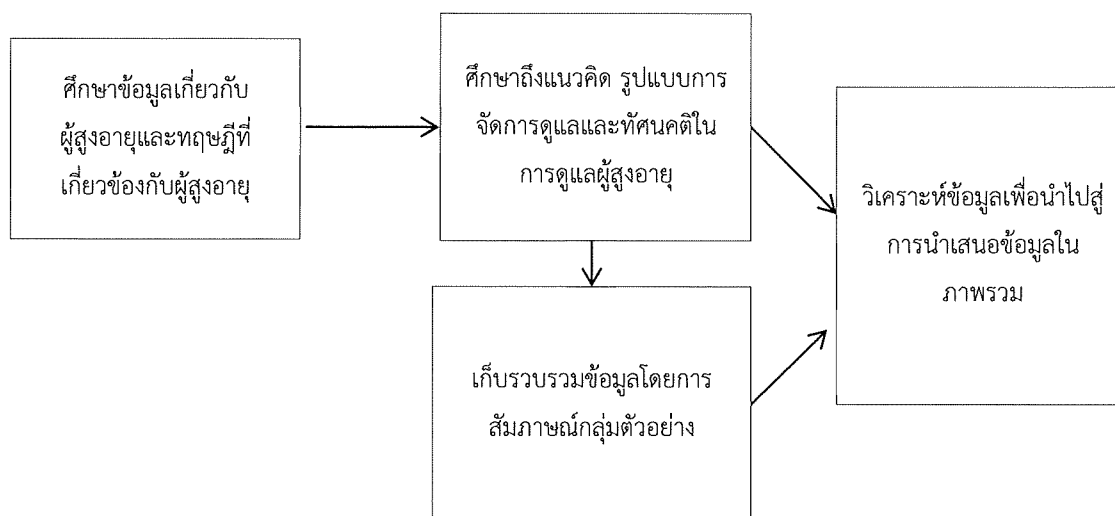 ศึกษาข้อมูลเกี่ยวกับ
ผู้สูงอายุและทฤษฎีที่
เกี่ยวข้องกับผู้สูงอายุ
ศึกษาถึงแนวคิด รูปแบบการ
จัดการดูแลและทัศนคติใน
การดูแลผู้สูงอายุ
เก็บรวบรวมข้อมูลโดยการ
สัมภาษณ์กลุ่มตัวอย่าง
วิเคราะห์ข้อมูลเพื่อนำไปสู่
การนำเสนอข้อมูลใน
ภาพรวม